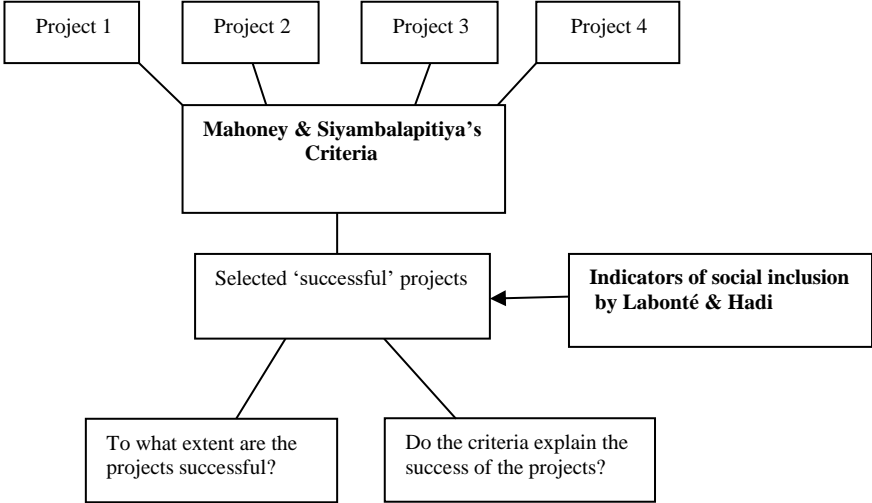 Project 1
Project 2
Project 3
Project 4
Mahoney & Siyambalapitiya’s
Criteria
Selected ‘successful’ projects
Indicators of social inclusion
by Labonté & Hadi
To what extent are the
projects successful?
Do the criteria explain the
success of the projects?